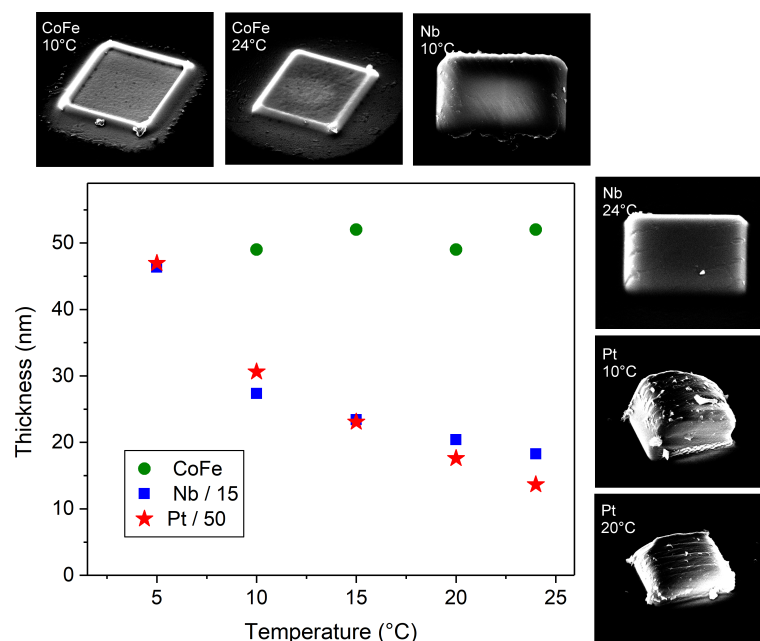 CoFe
10°C
CoFe
24°C
Nb
10°C
Nb
24°C
Pt
10°C
Pt
20°C
Thickness (nm)
50
40
30
20
10
0
CoFe
Nb / 15
Pt / 50
5 10 15 20 25
Temperature (°C)